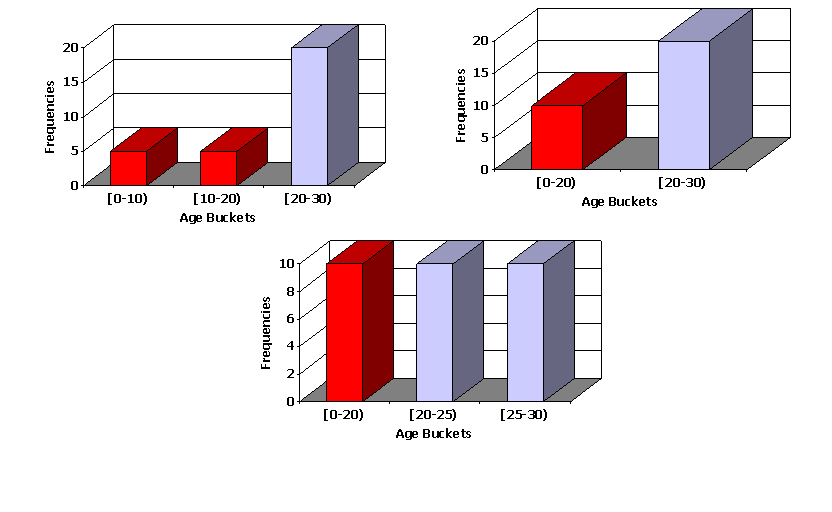 20
15
10
5
0
Frequencies
[0-10) [10-20) [20-30)
Age Buckets
20
15
10
5
0
Frequencies
[0-20) [20-30)
Age Buckets
10
8
6
4
2
0
Frequencies
[0-20) [20-25) [25-30)
Age Buckets